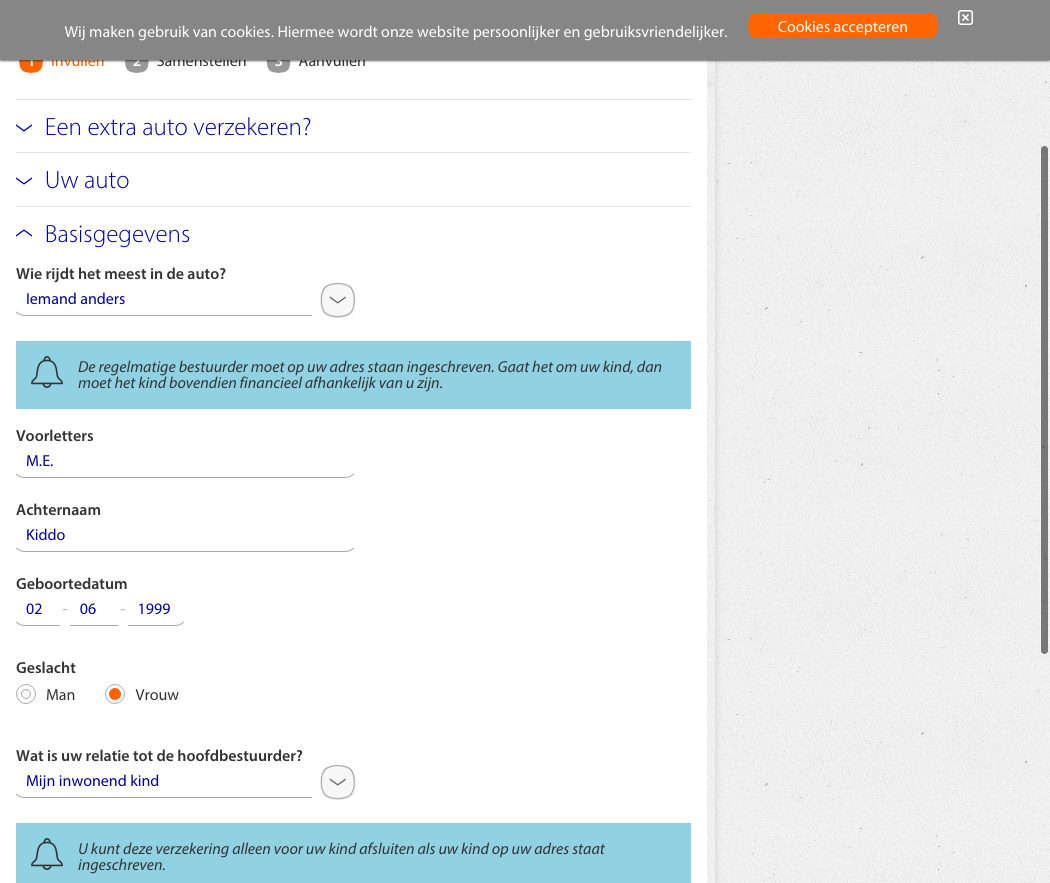 Wij maken gebruik van cookies. Hiermee wordt onze website persoonlijker en gebruiksvriendelijker.
Cookies accepteren
1 Invullen 2 Samenstellen 3 Aanvullen
Een extra auto verzekeren?
Uw auto
Basisgegevens
Wie rijdt het meest in de auto?
Iemand anders
De regelmatige bestuurder moet op uw adres staan ingeschreven. Gaat het om uw kind, dan
moet het kind bovendien financieel afhankelijk van u zijn.
Voorletters
M.E.
Achternaam
Kiddo
Geboortedatum
02 - 06 - 1999
Geslacht
Man Vrouw
Wat is uw relatie tot de hoofdbestuurder?
Mijn inwonend kind
U kunt deze verzekering alleen voor uw kind afsluiten als uw kind op uw adres staat
ingeschreven.